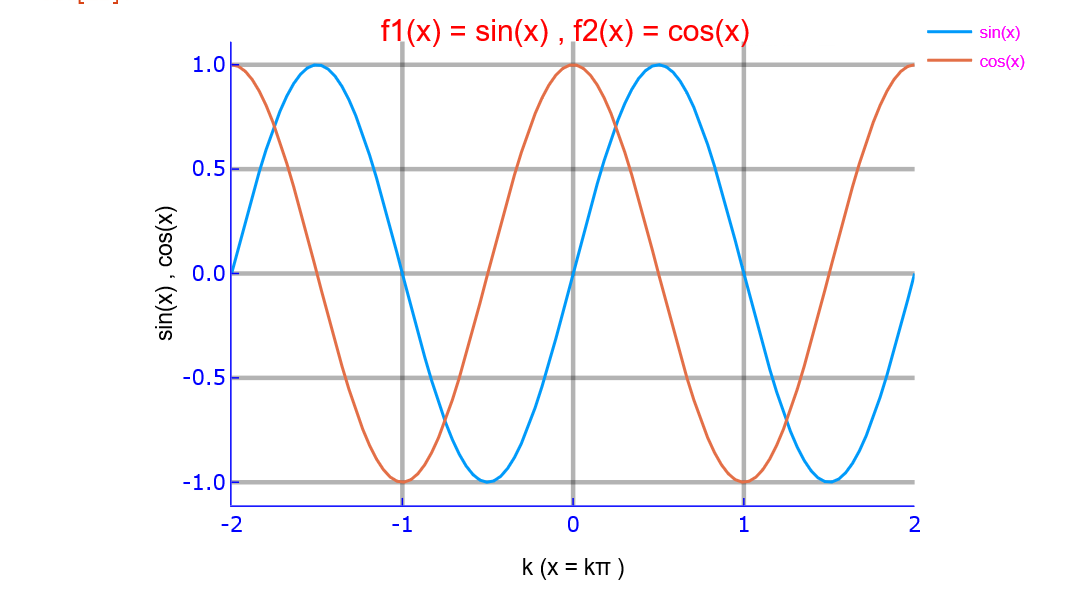 f1(x) = sin(x) , f2(x) = cos(x)
sin(x)
cos(x)
1.0
0.5
0.0
-0.5
-1.0
sin(x) , cos(x)
-2 -1 0 1 2
k (x = kπ )